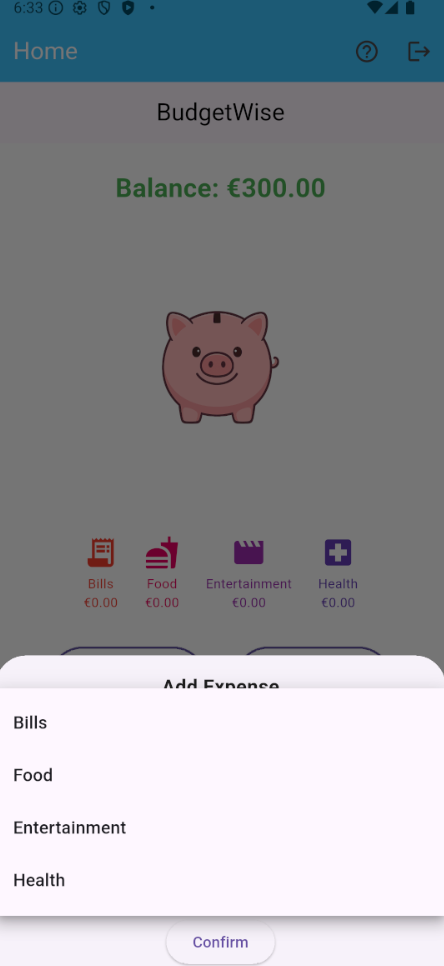 6:33
Home
BudgetWise
Balance: €300.00
Bills Food Entertainment Health
€0.00 €0.00 €0.00 €0.00
Add Expense
Bills
Food
Entertainment
Health
Confirm